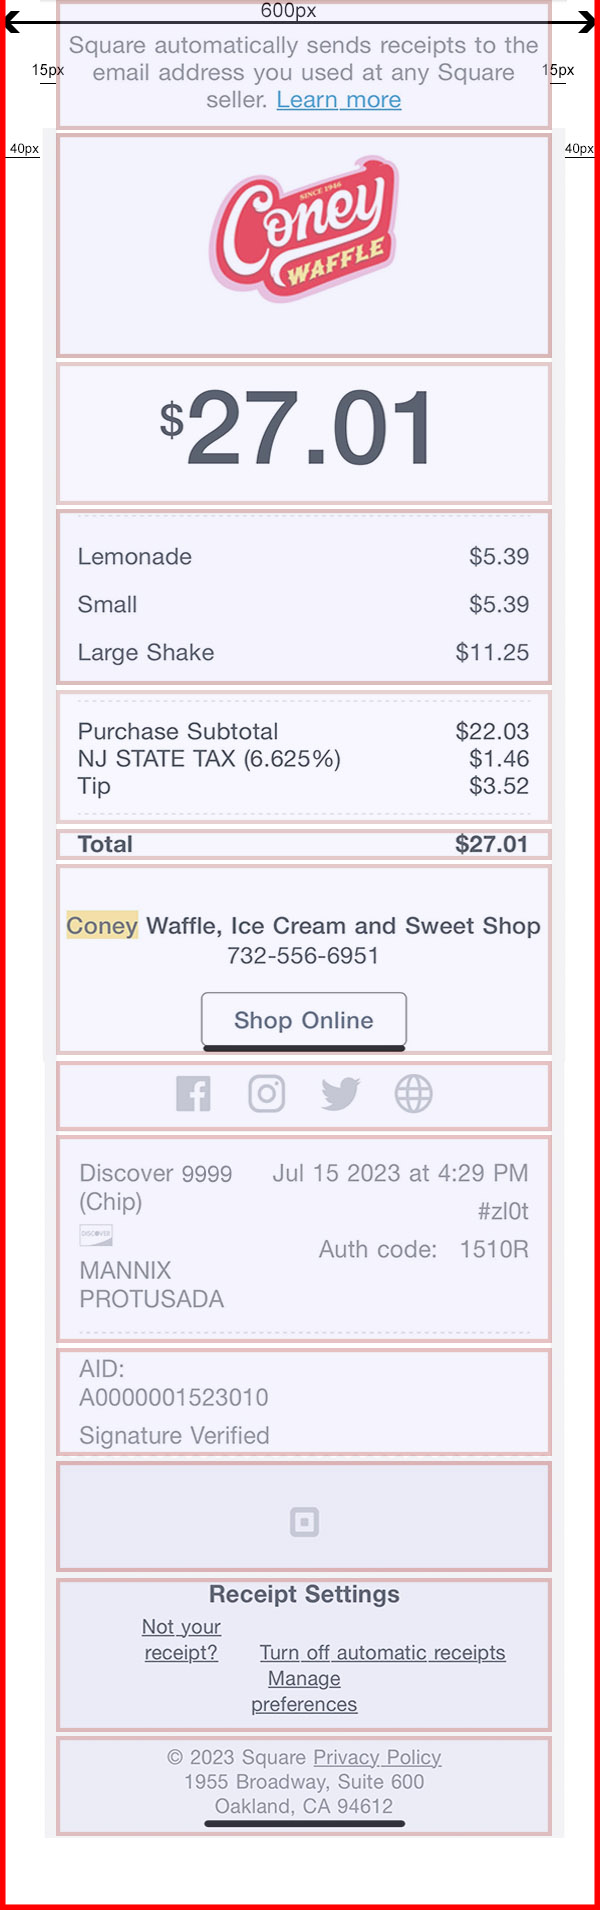 600px
Square automatically sends receipts to the
15px email address you used at any Square 15px
seller. Learn more
40px 40px
SINCE 1946
Coney
WAFFLE
$27.01
Lemonade $5.39
Small $5.39
Large Shake $11.25
Purchase Subtotal $22.03
NJ STATE TAX (6.625%) $1.46
Tip $3.52
Total $27.01
Coney Waffle, Ice Cream and Sweet Shop
732-556-6951
Shop Online
Discover 9999 Jul 15 2023 at 4:29 PM
(Chip) #zl0t
DISCOVER
Auth code: 1510R
MANNIX
PROTUSADA
AID:
A0000001523010
Signature Verified
Receipt Settings
Not your
receipt? Turn off automatic receipts
Manage
preferences
© 2023 Square Privacy Policy
1955 Broadway, Suite 600
Oakland, CA 94612